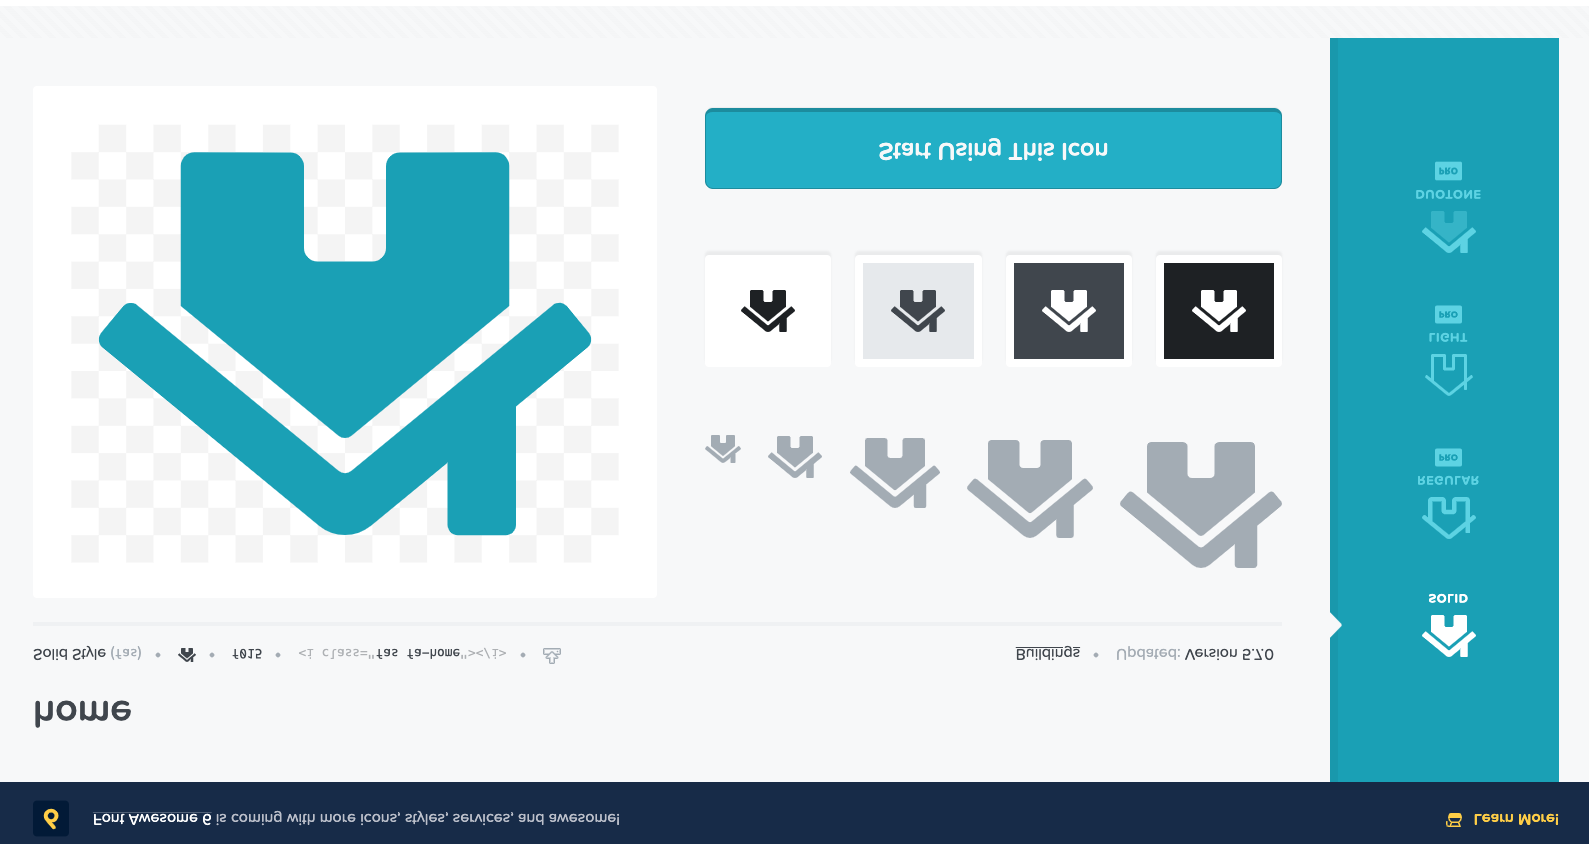 Font Awesome 6 is coming with more icons, styles, services, and awesome!
Learn More!
home
Solid Style (fas) • • f015 • <i class="fas fa-home"></i> •
Buildings • Updated: Version 5.7.0
Start Using This Icon
SOLID
REGULAR
PRO
LIGHT
PRO
DUOTONE
PRO